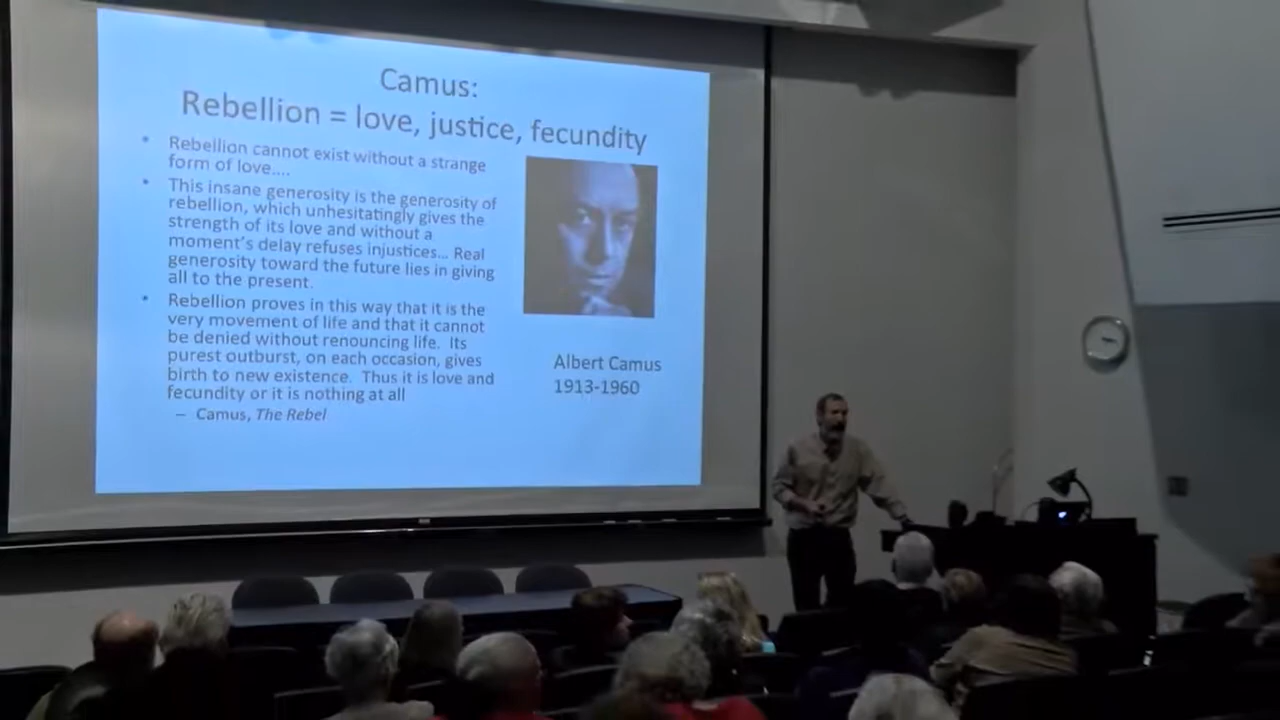 Camus:
Rebellion = love, justice, fecundity
• Rebellion cannot exist without a strange
form of love....
• This insane generosity is the generosity of
rebellion, which unhesitatingly gives the
strength of its love and without a
moment's delay refuses injustices... Real
generosity toward the future lies in giving
all to the present.
• Rebellion proves in this way that it is the
very movement of life and that it cannot
be denied without renouncing life. Its
purest outburst, on each occasion, gives
birth to new existence. Thus it is love and
fecundity or it is nothing at all
– Camus, The Rebel
Albert Camus
1913-1960